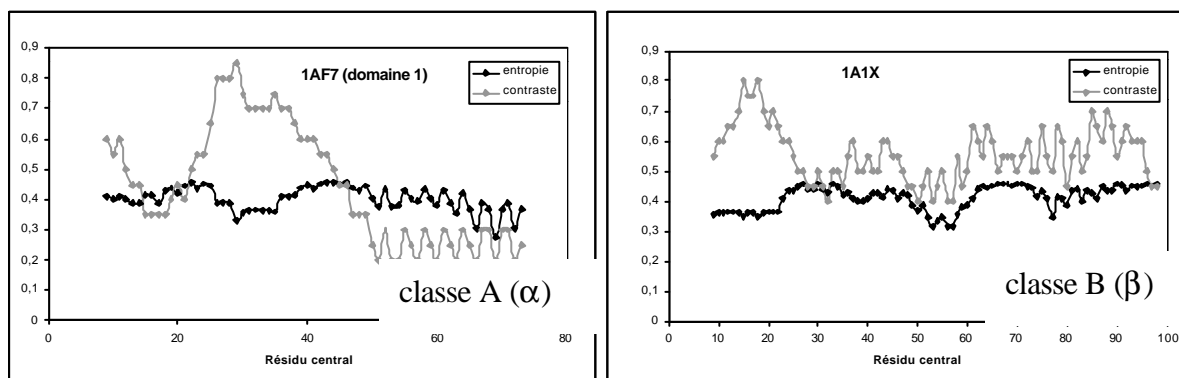 1AF7 (domaine 1)
entropie
contraste
0,9
0,8
0,7
0,6
0,5
0,4
0,3
0,2
0,1
0
0 20 40 60 80
Résidu central
classe A (α)
1A1X
entropie
contraste
0,9
0,8
0,7
0,6
0,5
0,4
0,3
0,2
0,1
0
0 10 20 30 40 50 60 70 80 90 100
Résidu central
classe B (β)